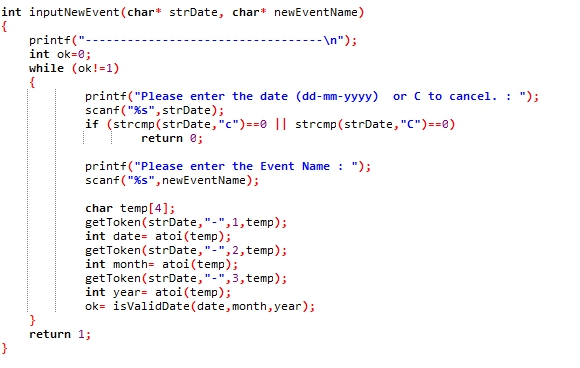 int inputNewEvent(char* strDate, char* newEventName)
{
    printf("----------------------------------\n");
    int ok=0;
    while (ok!=1)
    {
            printf("Please enter the date (dd-mm-yyyy)  or C to cancel. : ");
            scanf("%s",strDate);
            if (strcmp(strDate,"c")==0 || strcmp(strDate,"C")==0)
                    return 0;

            printf("Please enter the Event Name : ");
            scanf("%s",newEventName);

            char temp[4];
            getToken(strDate,"-",1,temp);
            int date= atoi(temp);
            getToken(strDate,"-",2,temp);
            int month= atoi(temp);
            getToken(strDate,"-",3,temp);
            int year= atoi(temp);
            ok= isValidDate(date,month,year);
    }
    return 1;
}